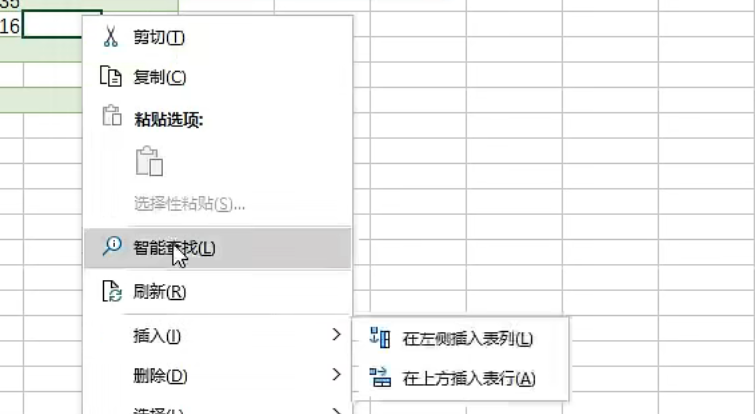 35
16
剪切(T)
复制(C)
粘贴选项:
选择性粘贴(S)...
智能查找(L)
刷新(R)
插入(I)
在左侧插入表列(L)
删除(D)
在上方插入表行(A)
选择(L)